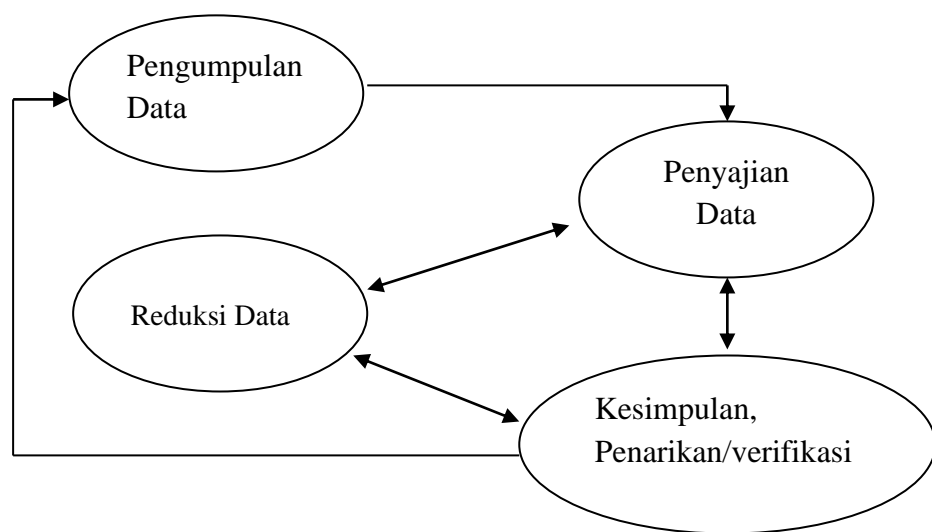 Pengumpulan
Data
Penyajian
Data
Reduksi Data
Kesimpulan,
Penarikan/verifikasi